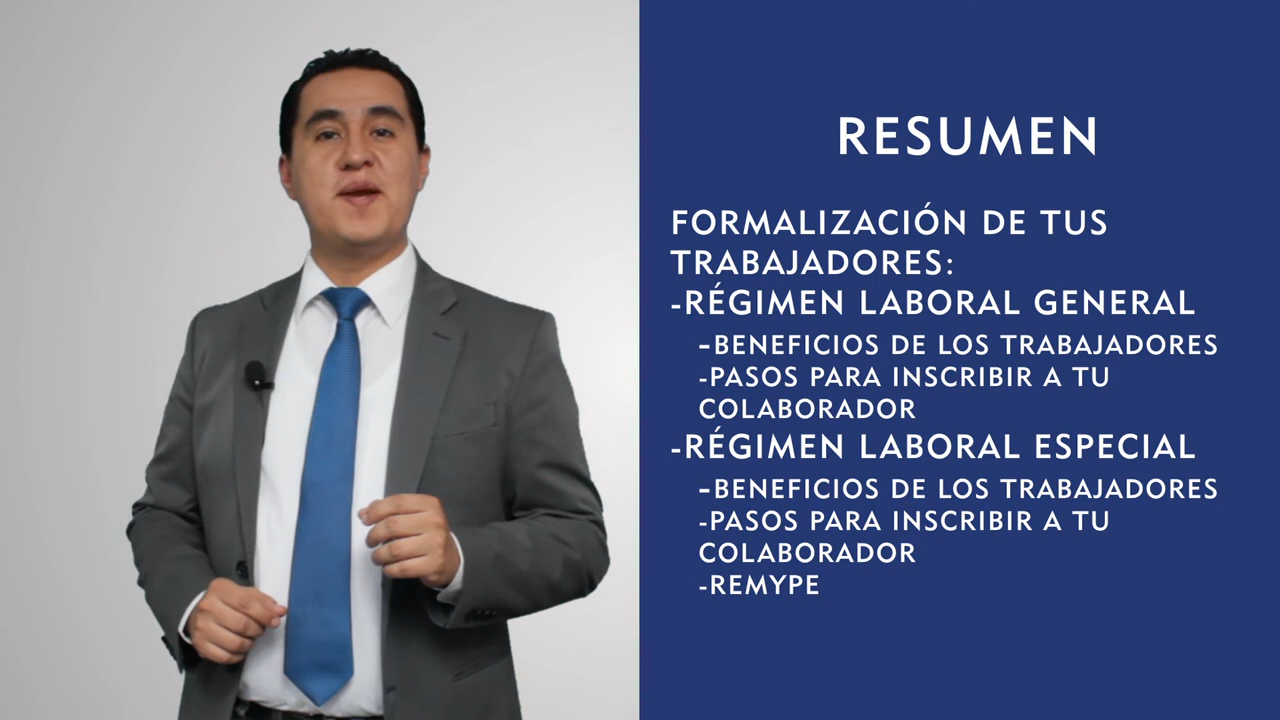 RESUMEN
FORMALIZACIÓN DE TUS
TRABAJADORES:
-RÉGIMEN LABORAL GENERAL
-BENEFICIOS DE LOS TRABAJADORES
-PASOS PARA INSCRIBIR A TU
COLABORADOR
-RÉGIMEN LABORAL ESPECIAL
-BENEFICIOS DE LOS TRABAJADORES
-PASOS PARA INSCRIBIR A TU
COLABORADOR
-REMYPE